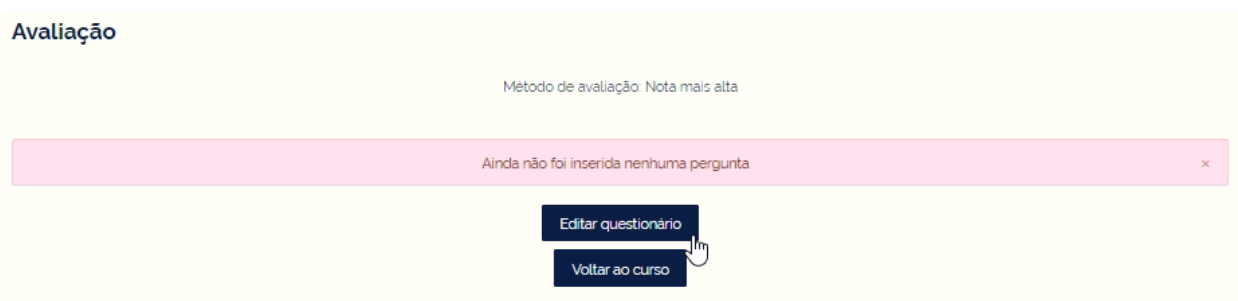 Avaliação
Método de avaliação: Nota mais alta
Ainda não foi inserida nenhuma pergunta ×
Editar questionário
Voltar ao curso